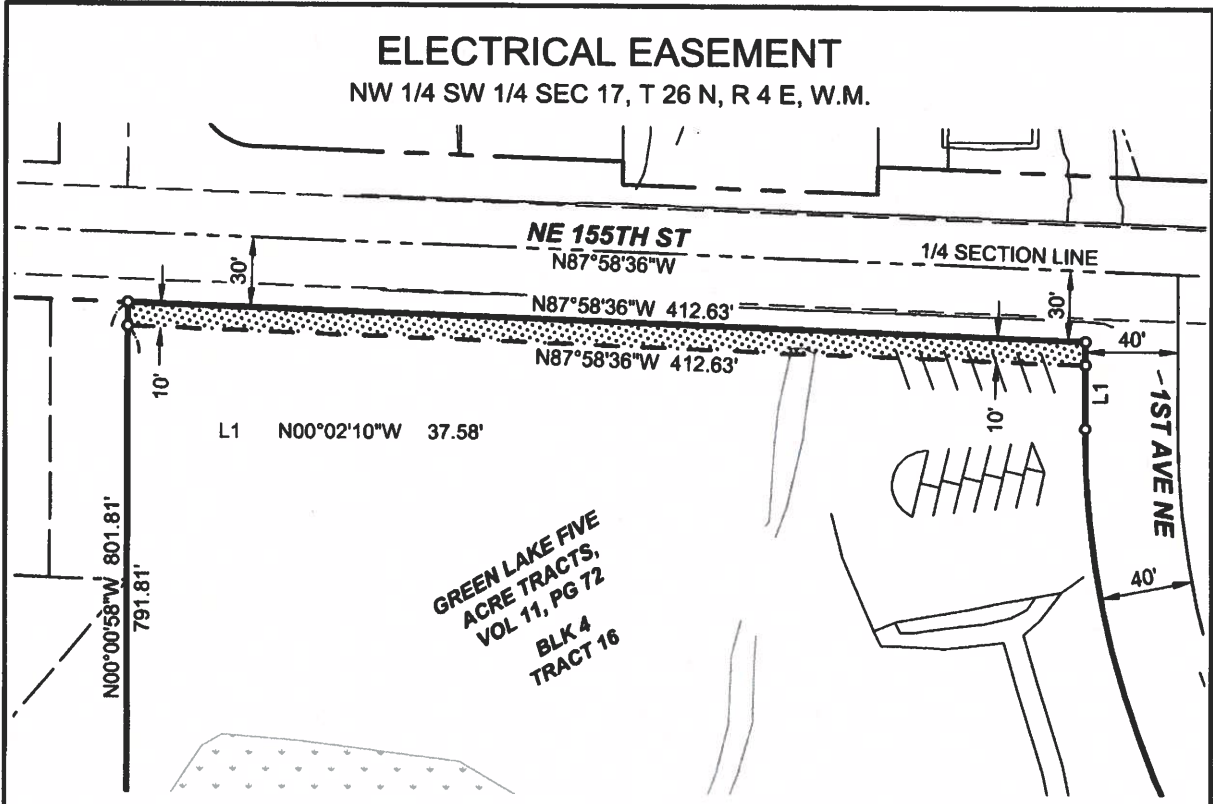 ELECTRICAL EASEMENT
NW 1/4 SW 1/4 SEC 17, T 26 N, R 4 E, W.M.
NE 155TH ST
N87°58'36"W
1/4 SECTION LINE
30'
30'
N87°58'36"W 412.63'
N87°58'36"W 412.63'
40'
10'
10'
L1
L1 N00°02'10"W 37.58'
1ST AVE NE
N00°00'58"W 801.81'
791.81'
GREEN LAKE FIVE
ACRE TRACTS,
VOL 11, PG 72
BLK 4
TRACT 16
40'